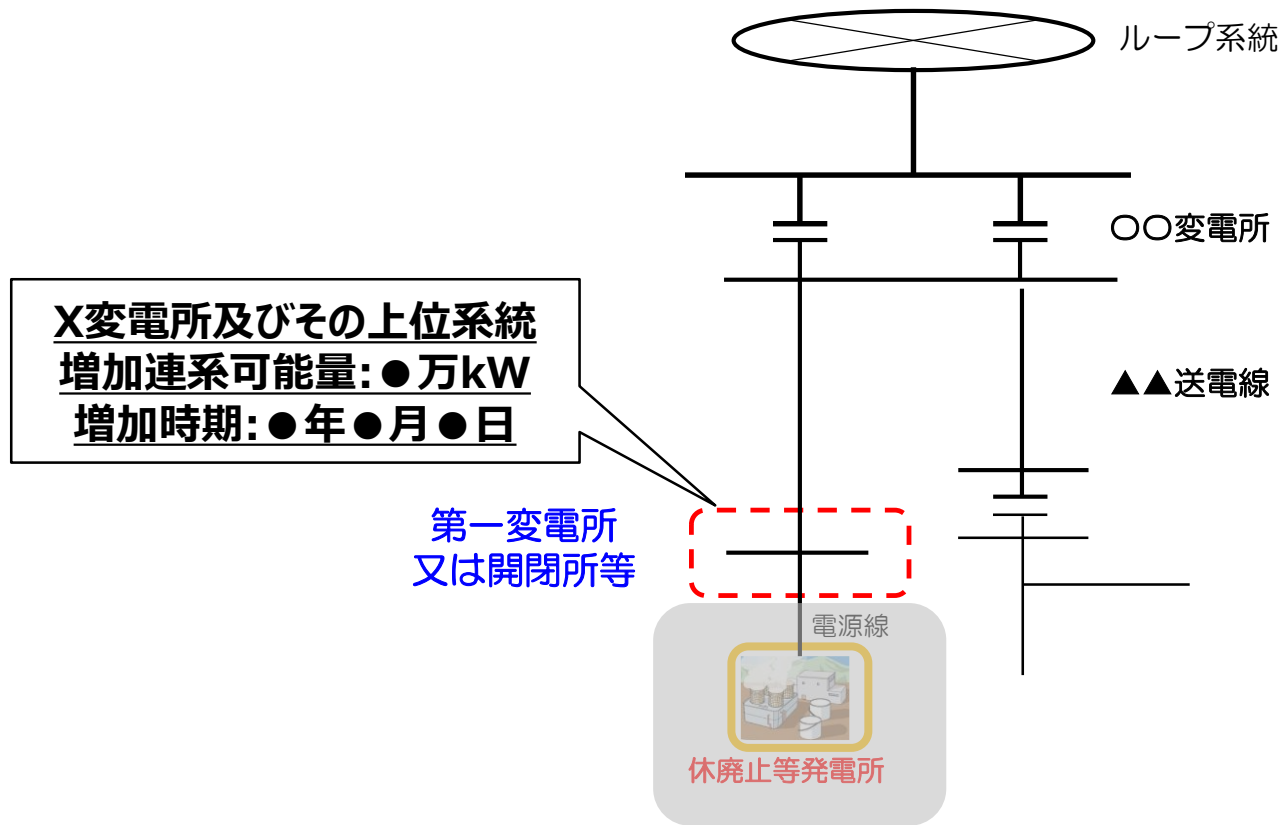 ループ系統
〇〇変電所
X変電所及びその上位系統
増加連系可能量:●万kW
増加時期:●年●月●日
▲▲送電線
第一変電所
又は開閉所等
電源線
休廃止等発電所